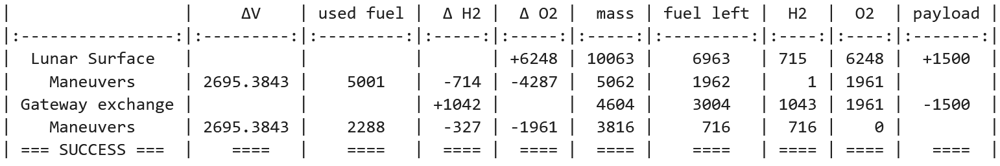 |                 |     ΔV    | used fuel |  Δ H2 |  Δ O2 |  mass | fuel left |  H2  |  O2  | payload |
|:----------------:|:---------:|:---------:|:-----:|:-----:|:-----:|:---------:|:----:|:----:|:-------:|
|  Lunar Surface   |           |           |       | +6248 | 10063 |    6963   | 715  | 6248 |  +1500  |
|    Maneuvers     | 2695.3843 |    5001   |  -714 | -4287 |  5062 |    1962   |    1 | 1961 |         |
| Gateway exchange |           |           | +1042 |       |  4604 |    3004   | 1043 | 1961 |  -1500  |
|    Maneuvers     | 2695.3843 |    2288   |  -327 | -1961 |  3816 |     716   |  716 |    0 |         |
| === SUCCESS ===  |    ====   |    ====   |  ==== |  ==== |  ==== |    ====   | ==== | ==== |   ====  |